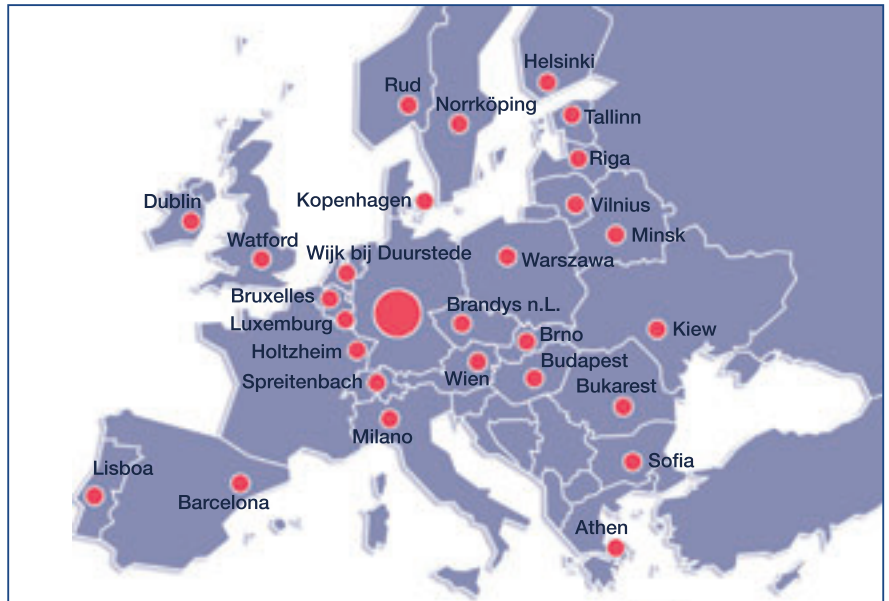 Helsinki
Rud
Norrköping
Tallinn
Riga
Dublin
Kopenhagen
Vilnius
Minsk
Watford
Wijk bij Duurstede
Warszawa
Bruxelles
Brandys n.L.
Luxemburg
Kiew
Brno
Holtzheim
Budapest
Spreitenbach
Wien
Bukarest
Milano
Sofia
Lisboa
Barcelona
Athen